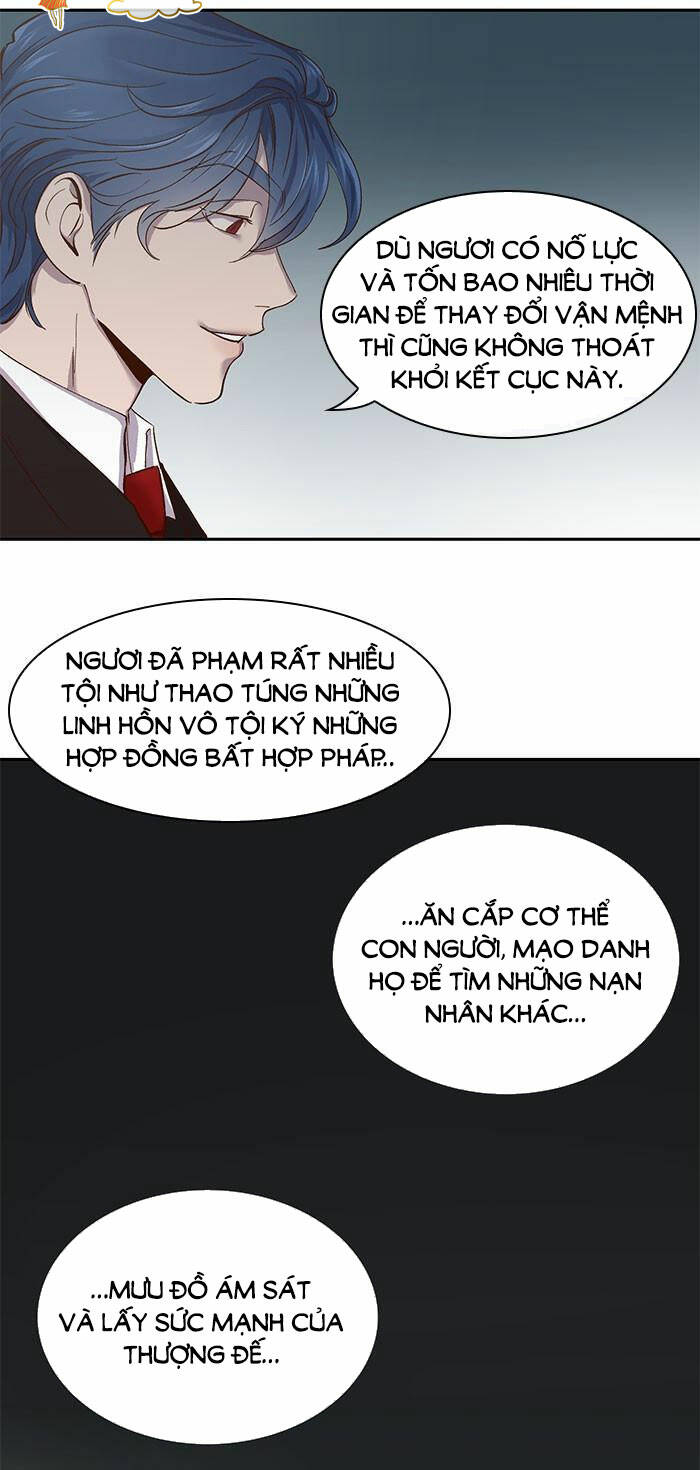 DÙ NGƯƠI CÓ NỖ LỰC
VÀ TỐN BAO NHIÊU THỜI
GIAN ĐỂ THAY ĐỔI VẬN MỆNH
THÌ CŨNG KHÔNG THOÁT
KHỎI KẾT CỤC NÀY.
NGƯƠI ĐÃ PHẠM RẤT NHIỀU
TỘI NHƯ THAO TÚNG NHỮNG
LINH HỒN VÔ TỘI KÝ NHỮNG
HỢP ĐỒNG BẤT HỢP PHÁP...
...ĂN CẮP CƠ THỂ
CON NGƯỜI, MẠO DANH
HỌ ĐỂ TÌM NHỮNG NẠN
NHÂN KHÁC...
...MƯU ĐỒ ÁM SÁT
VÀ LẤY SỨC MẠNH CỦA
THƯỢNG ĐẾ...